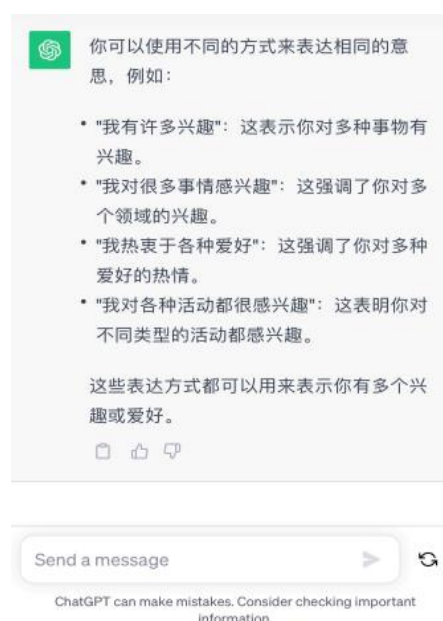 你可以使用不同的方式来表达相同的意
思，例如：
• "我有许多兴趣"：这表示你对多种事物有
兴趣。
• "我对很多事情感兴趣"：这强调了你对多
个领域的兴趣。
• "我热衷于各种爱好"：这强调了你对多种
爱好的热情。
• "我对各种活动都很感兴趣"：这表明你对
不同类型的活动都感兴趣。
这些表达方式都可以用来表示你有多个兴
趣或爱好。
Send a message
ChatGPT can make mistakes. Consider checking important
information.